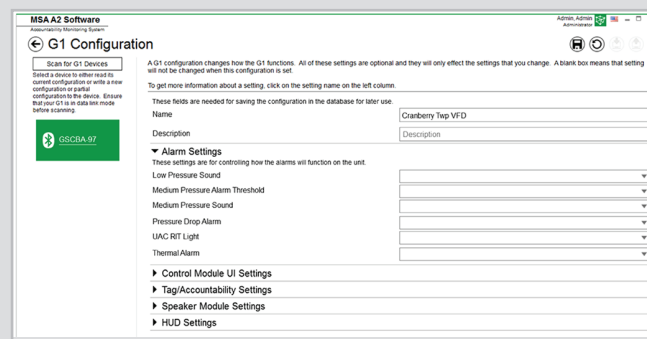 MSA A2 Software
Accountability Monitoring System
Admin, Admin
Administrator
G1 Configuration
Scan for G1 Devices
Select a device to either read its
current configuration or write a new
configuration or partial
configuration to the device. Ensure
that your G1 is in data link mode
before scanning.
GSCBA-97
A G1 configuration changes how the G1 functions. All of these settings are optional and they will only effect the settings that you change. A blank box means that setting
will not be changed when this configuration is set.
To get more information about a setting, click on the setting name on the left column.
These fields are needed for saving the configuration in the database for later use.
Name
Cranberry Twp VFD
Description
Description
Alarm Settings
These settings are for controlling how the alarms will function on the unit.
Low Pressure Sound
Medium Pressure Alarm Threshold
Medium Pressure Sound
Pressure Drop Alarm
UAC RIT Light
Thermal Alarm
Control Module UI Settings
Tag/Accountability Settings
Speaker Module Settings
HUD Settings